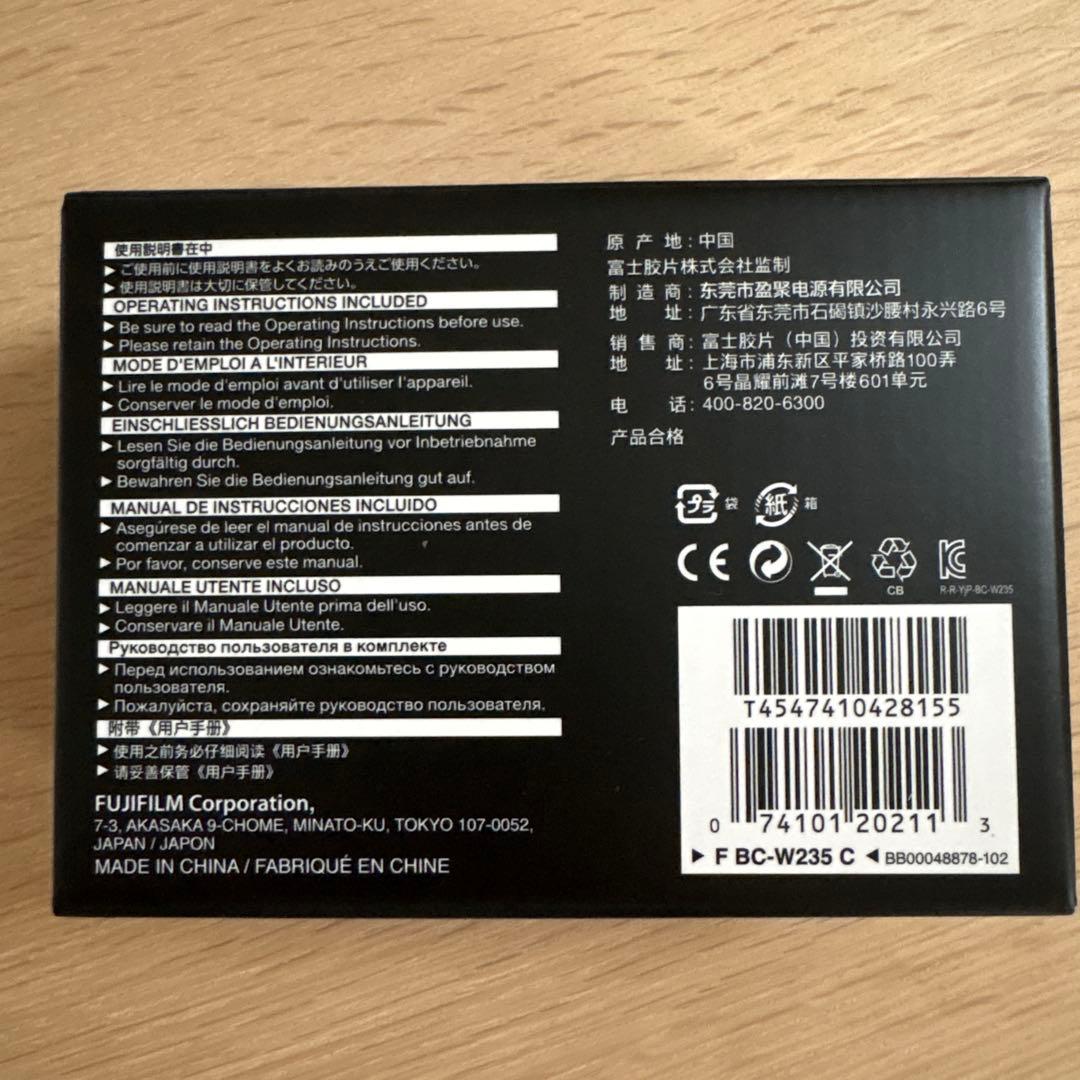 使用説明書在中
▶ ご使用前に使用説明書をよくお読みのうえご使用ください。
▶ 使用説明書は大切に保管してください。
OPERATING INSTRUCTIONS INCLUDED
▶ Be sure to read the Operating Instructions before use.
▶ Please retain the Operating Instructions.
MODE D'EMPLOI A L'INTERIEUR
▶ Lire le mode d'emploi avant d'utiliser l'appareil.
▶ Conserver le mode d'emploi.
EINSCHLIESSLICH BEDIENUNGSANLEITUNG
▶ Lesen Sie die Bedienungsanleitung vor Inbetriebnahme
sorgfältig durch.
▶ Bewahren Sie die Bedienungsanleitung gut auf.
MANUAL DE INSTRUCCIONES INCLUIDO
▶ Asegúrese de leer el manual de instrucciones antes de
comenzar a utilizar el producto.
▶ Por favor, conserve este manual.
MANUALE UTENTE INCLUSO
▶ Leggere il Manuale Utente prima dell'uso.
▶ Conservare il Manuale Utente.
Руководство пользователя в комплекте
▶ Перед использованием ознакомьтесь с руководством
пользователя.
▶ Пожалуйста, сохраняйте руководство пользователя.
附带《用户手册》
▶ 使用之前务必仔细阅读《用户手册》
▶ 请妥善保管《用户手册》
FUJIFILM Corporation,
7-3, AKASAKA 9-CHOME, MINATO-KU, TOKYO 107-0052,
JAPAN / JAPON
MADE IN CHINA / FABRIQUÉ EN CHINE
原产地：中国
富士胶片株式会社监制
制造商：东莞市盈聚电源有限公司
地址：广东省东莞市石碣镇沙腰村永兴路6号
销售商：富士胶片（中国）投资有限公司
地址：上海市浦东新区平家桥路100弄
6号晶耀前滩7号楼601单元
电话：400-820-6300
产品合格
プラ 袋 紙 箱
CE
CB R-R-YjP-BC-W235
T4547410428155
0 74101 20211 3
▶ F BC-W235 C ◀ BB00048878-102